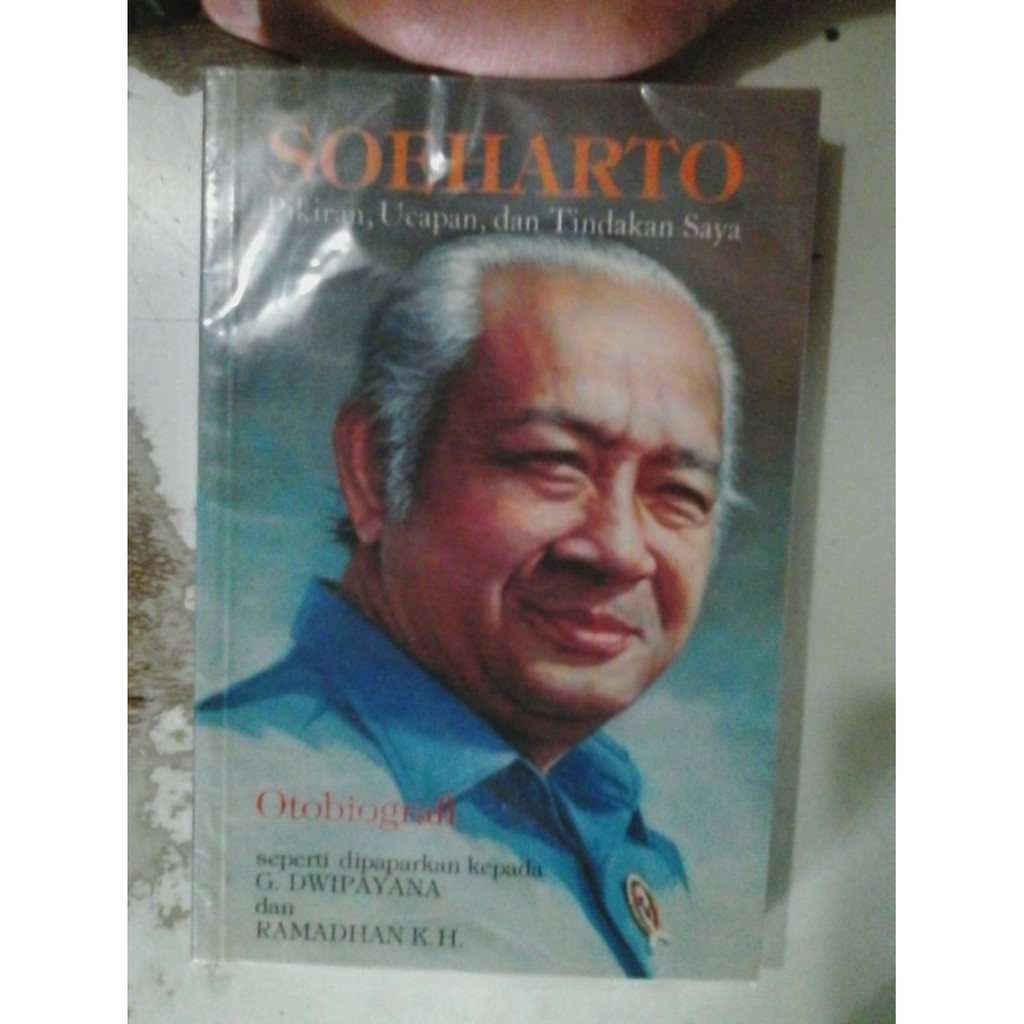 SOEHARTO
Pikiran, Ucapan, dan Tindakan Saya
Otobiografi
seperti dipaparkan kepada
G. DWIPAYANA
dan
RAMADHAN K.H.